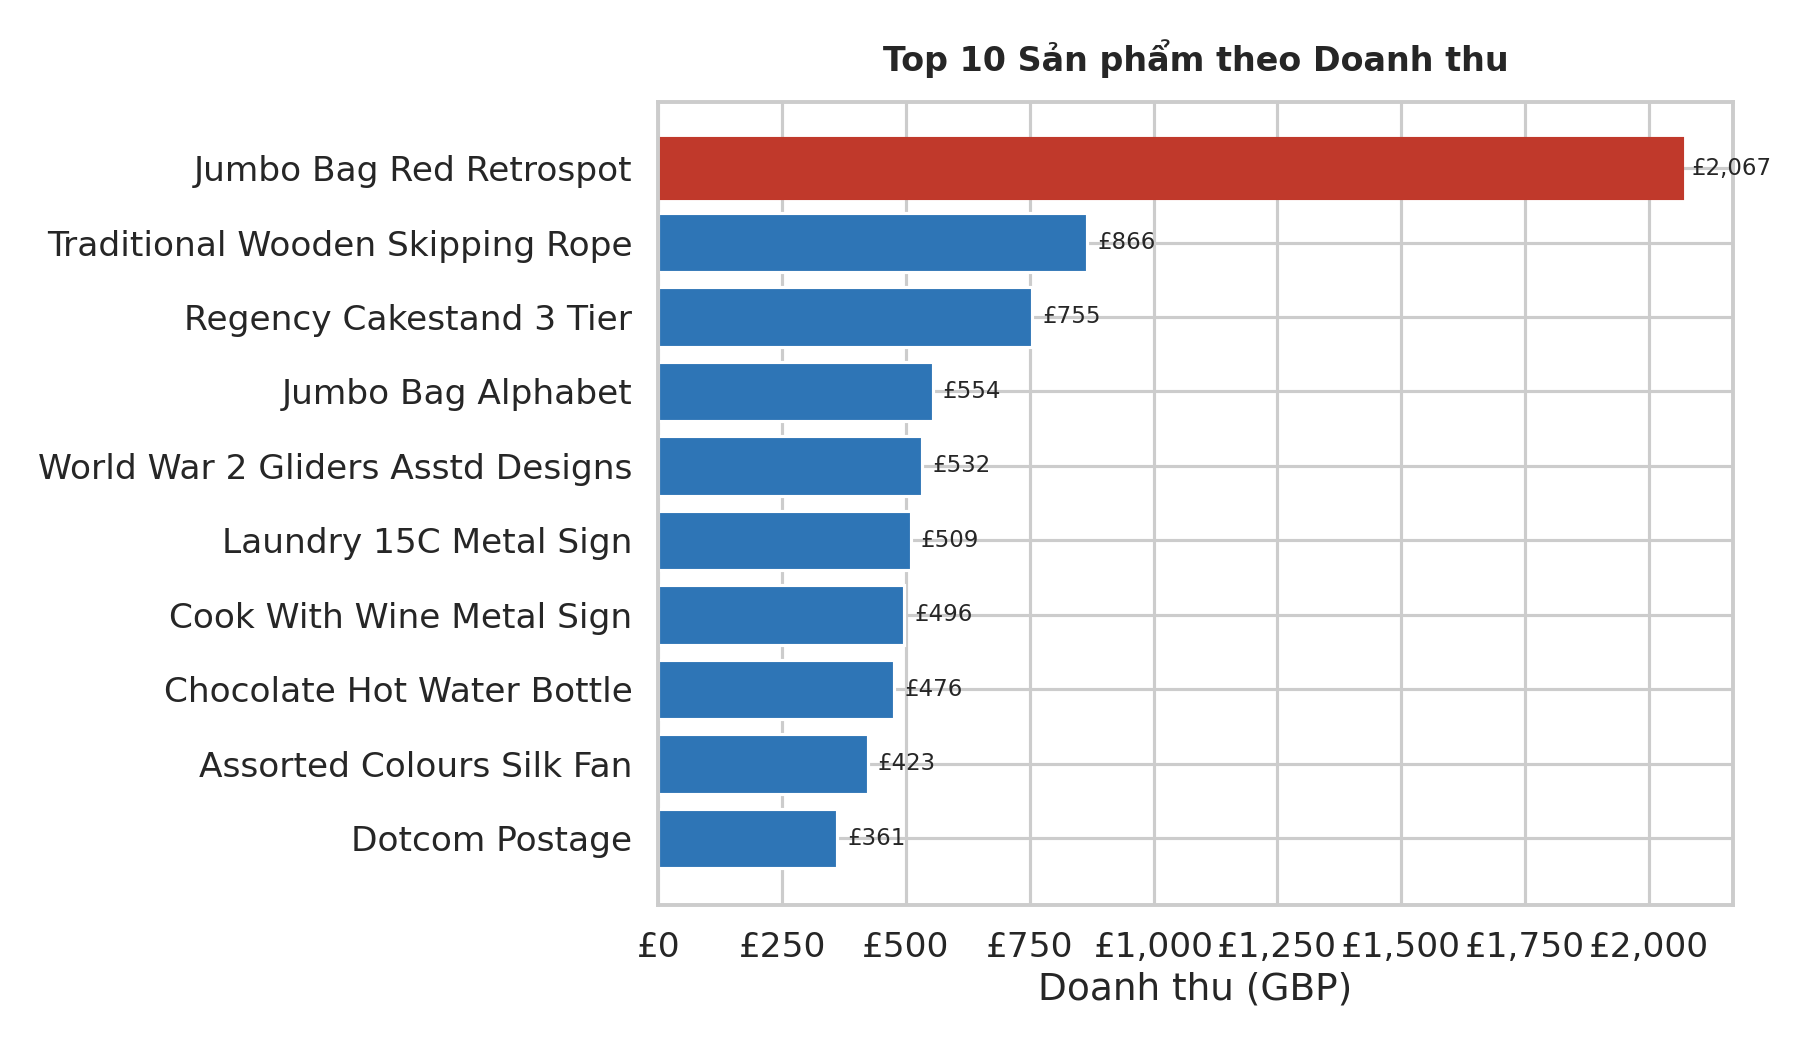 Top 10 Sản phẩm theo Doanh thu
Jumbo Bag Red Retrospot £2,067
Traditional Wooden Skipping Rope £866
Regency Cakestand 3 Tier £755
Jumbo Bag Alphabet £554
World War 2 Gliders Asstd Designs £532
Laundry 15C Metal Sign £509
Cook With Wine Metal Sign £496
Chocolate Hot Water Bottle £476
Assorted Colours Silk Fan £423
Dotcom Postage £361
£0 £250 £500 £750 £1,000 £1,250 £1,500 £1,750 £2,000
Doanh thu (GBP)